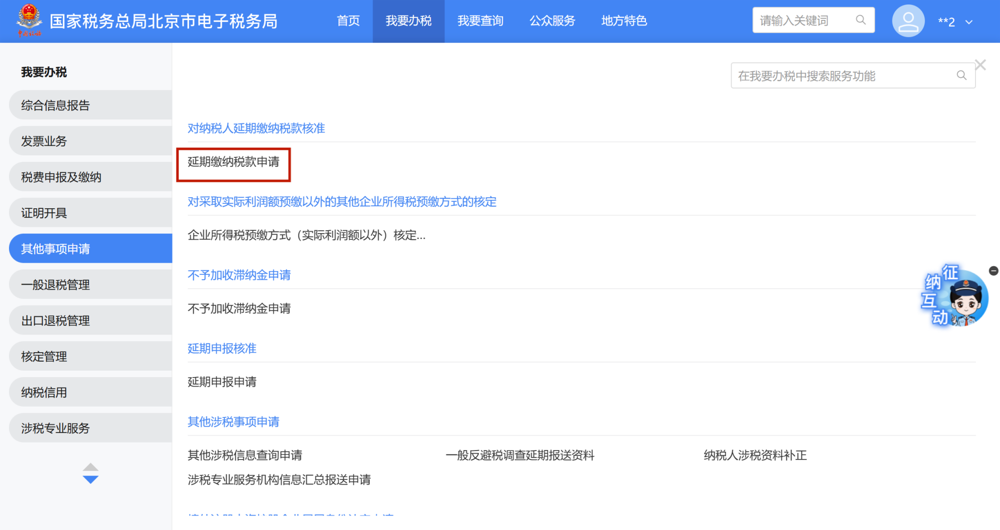 国家税务总局北京市电子税务局
首页
我要办税
我要查询
公众服务
地方特色
请输入关键词
**2
我要办税
综合信息报告
发票业务
税费申报及缴纳
证明开具
其他事项申请
一般退税管理
出口退税管理
核定管理
纳税信用
涉税专业服务
在我要办税中搜索服务功能
对纳税人延期缴纳税款核准
延期缴纳税款申请
对采取实际利润额预缴以外的其他企业所得税预缴方式的核定
企业所得税预缴方式（实际利润额以外）核定...
不予加收滞纳金申请
不予加收滞纳金申请
延期申报核准
延期申报申请
其他涉税事项申请
其他涉税信息查询申请
一般反避税调查延期报送资料
纳税人涉税资料补正
涉税专业服务机构信息汇总报送申请
征纳互动